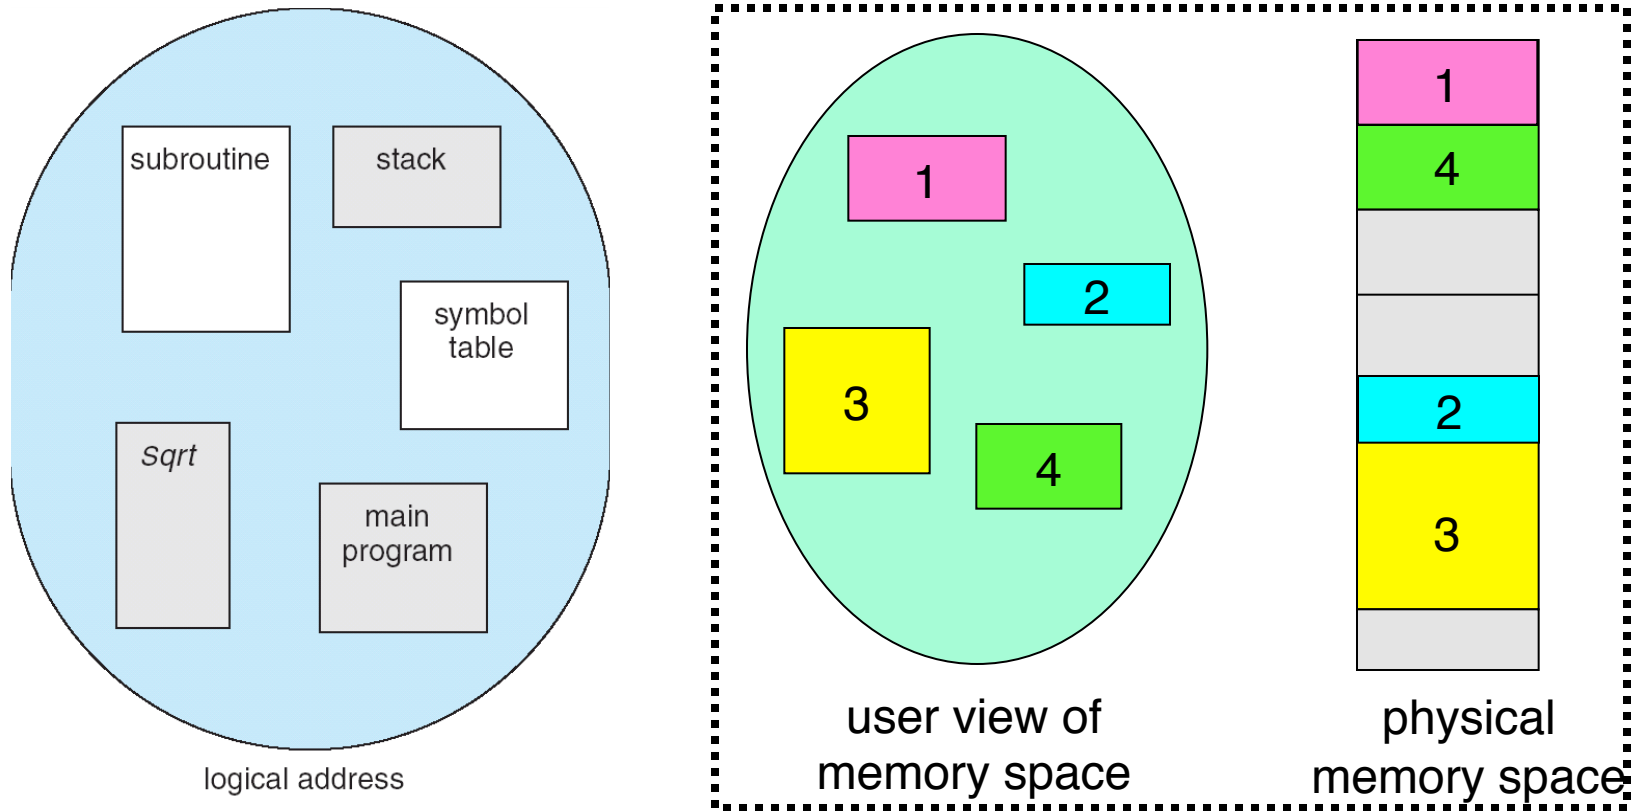 subroutine
stack
symbol
table
Sqrt
main
program
logical address
1
2
3
4
user view of
memory space
1
4
2
3
physical
memory space